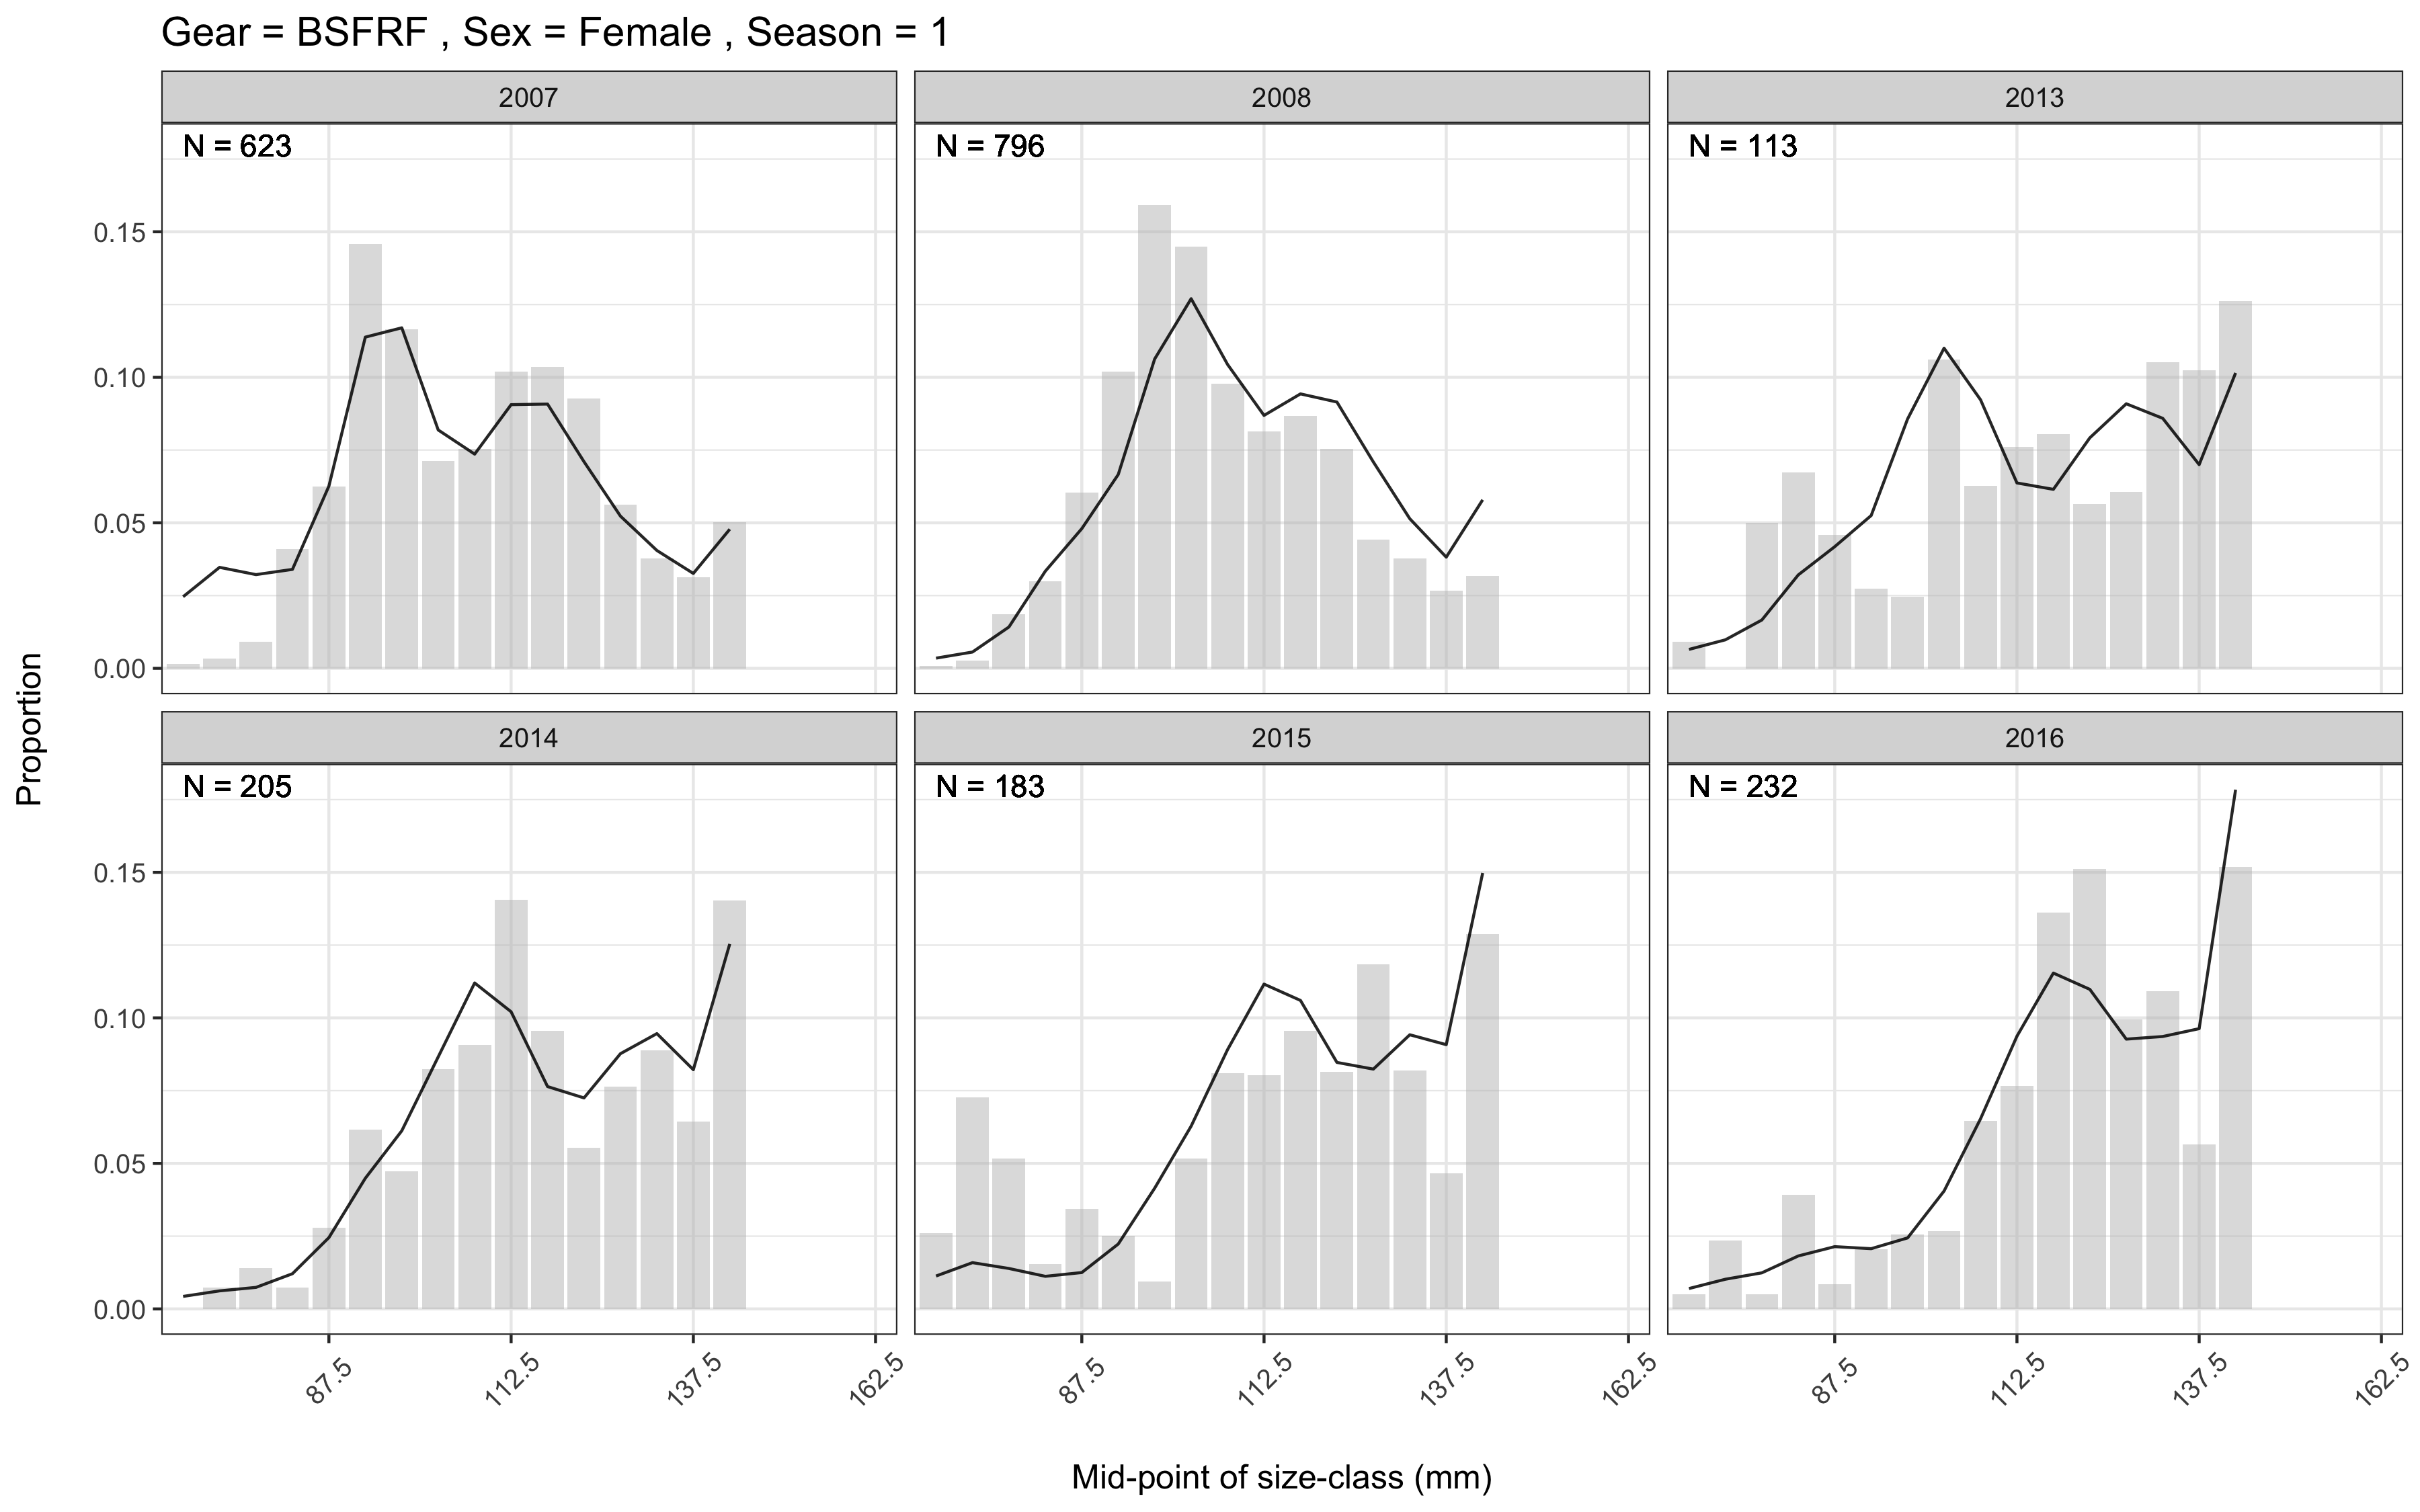 Gear = BSFRF , Sex = Female , Season = 1
2007
2008
2013
N = 623
N = 796
N = 113
0.15
0.10
0.05
0.00
Proportion
2014
2015
2016
N = 205
N = 183
N = 232
0.15
0.10
0.05
0.00
87.5
112.5
137.5
162.5
87.5
112.5
137.5
162.5
87.5
112.5
137.5
162.5
Mid-point of size-class (mm)